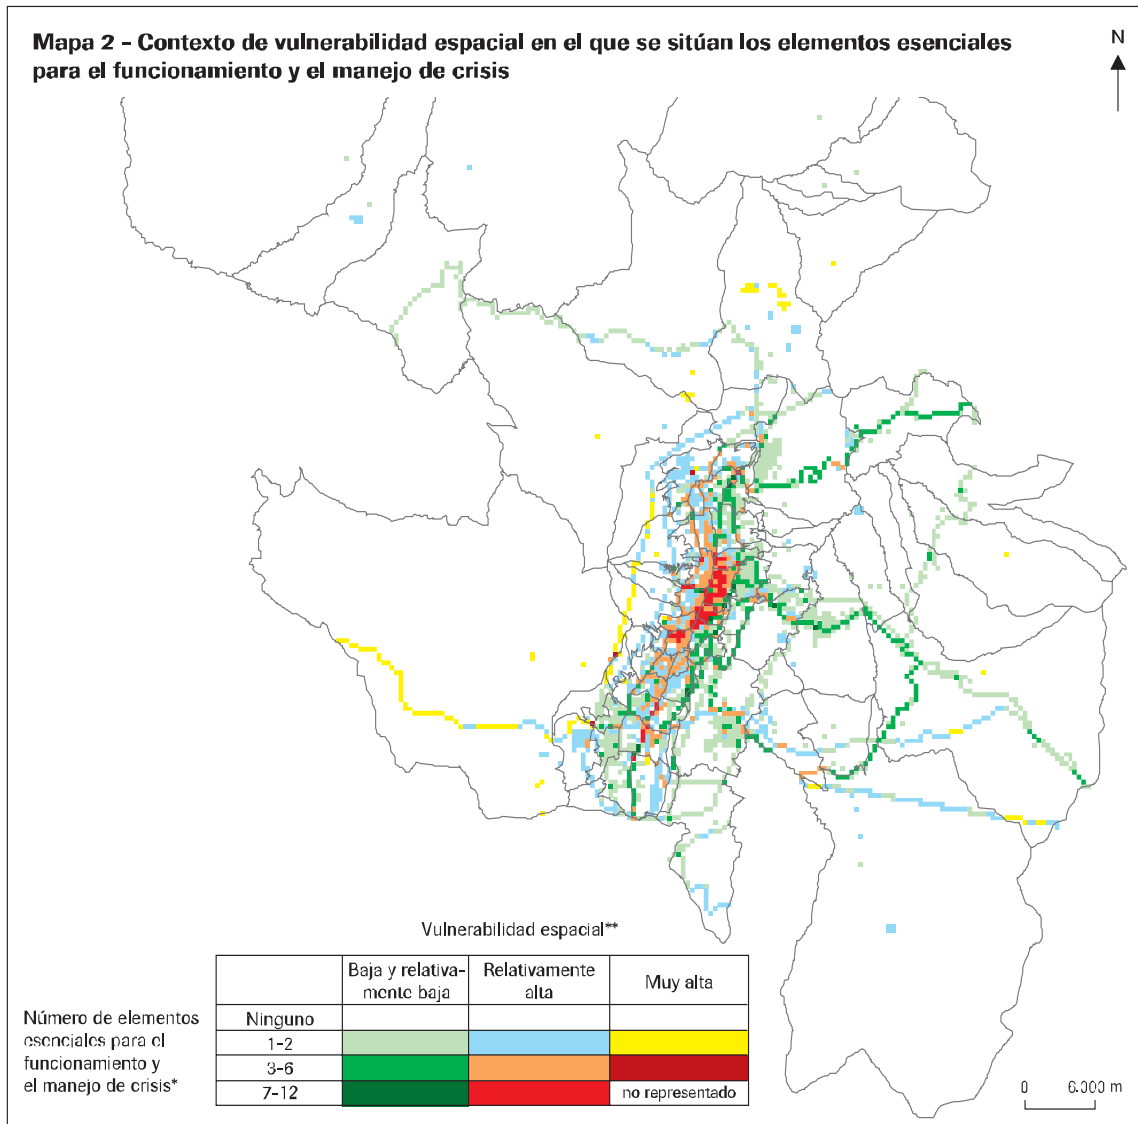 Mapa 2 - Contexto de vulnerabilidad espacial en el que se sitúan los elementos esenciales
para el funcionamiento y el manejo de crisis
N
Vulnerabilidad espacial**
Baja y relativa-
mente baja
Relativamente
alta
Muy alta
Número de elementos
esenciales para el
funcionamiento y
el manejo de crisis*
Ninguno
1-2
3-6
7-12
no representado
0 6.000 m